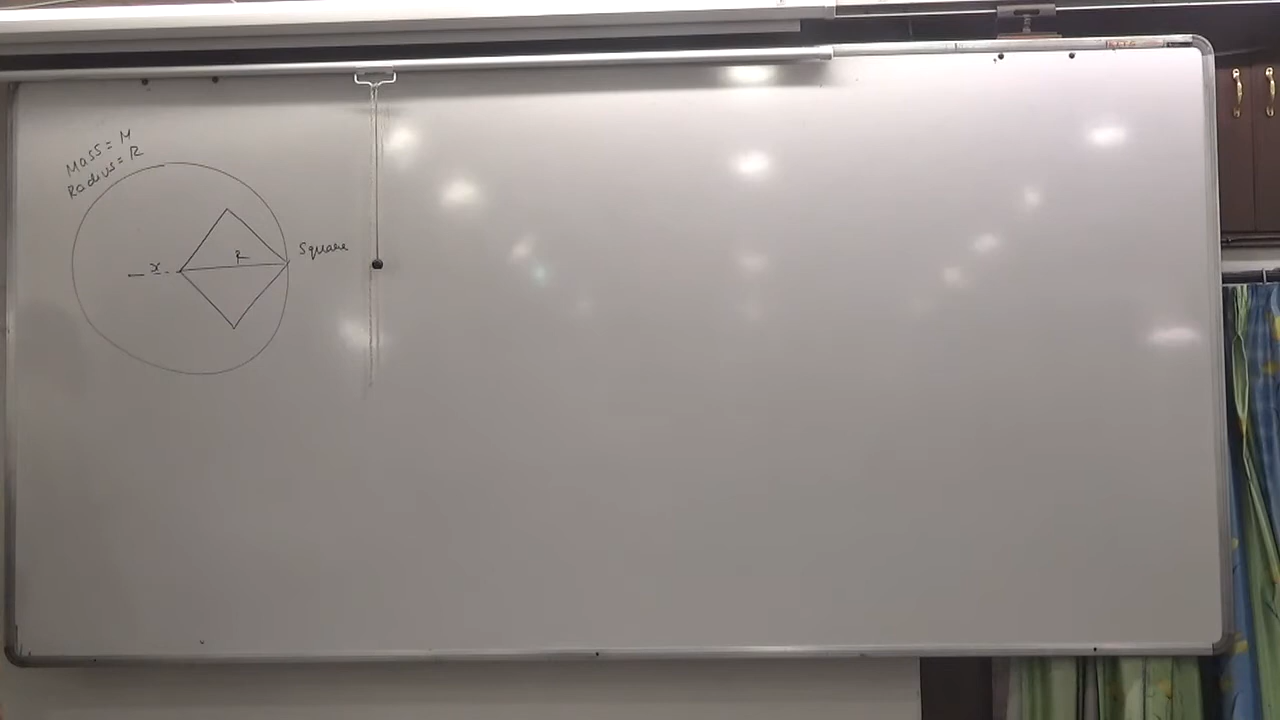 Mass = M
Radius = R
R
x
Square